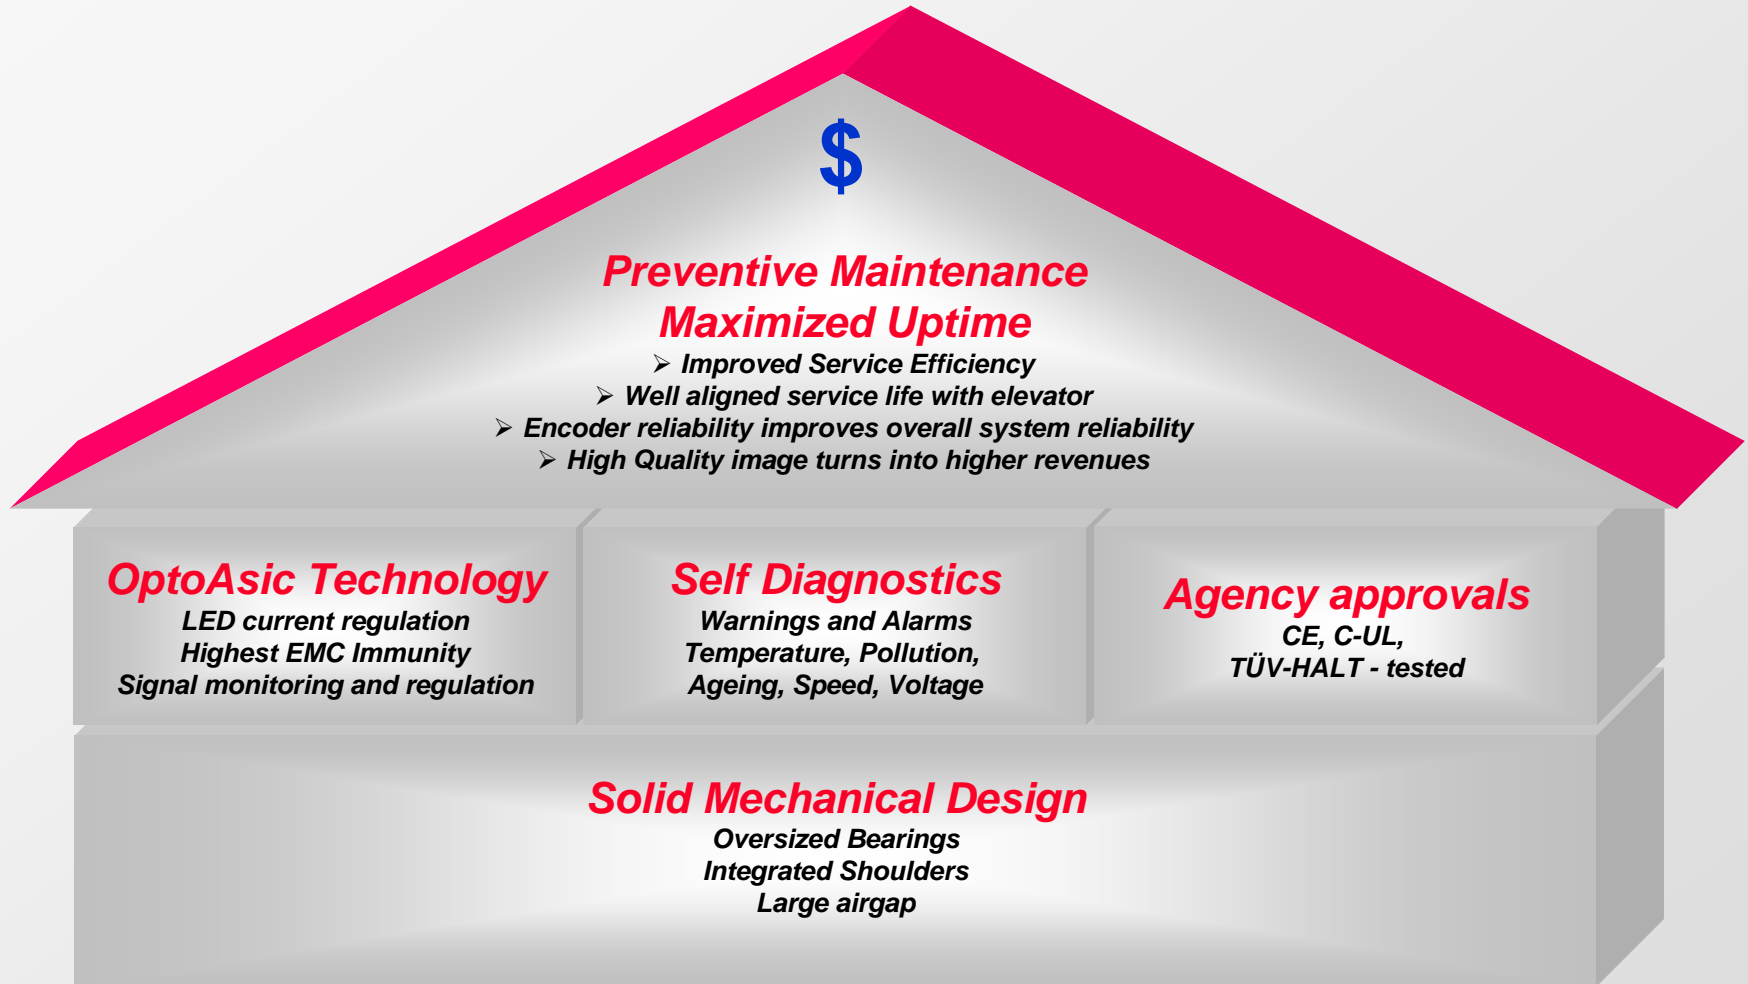 $
Preventive Maintenance
Maximized Uptime
➢ Improved Service Efficiency
➢ Well aligned service life with elevator
➢ Encoder reliability improves overall system reliability
➢ High Quality image turns into higher revenues
OptoAsic Technology
LED current regulation
Highest EMC Immunity
Signal monitoring and regulation
Self Diagnostics
Warnings and Alarms
Temperature, Pollution,
Ageing, Speed, Voltage
Agency approvals
CE, C-UL,
TÜV-HALT - tested
Solid Mechanical Design
Oversized Bearings
Integrated Shoulders
Large airgap